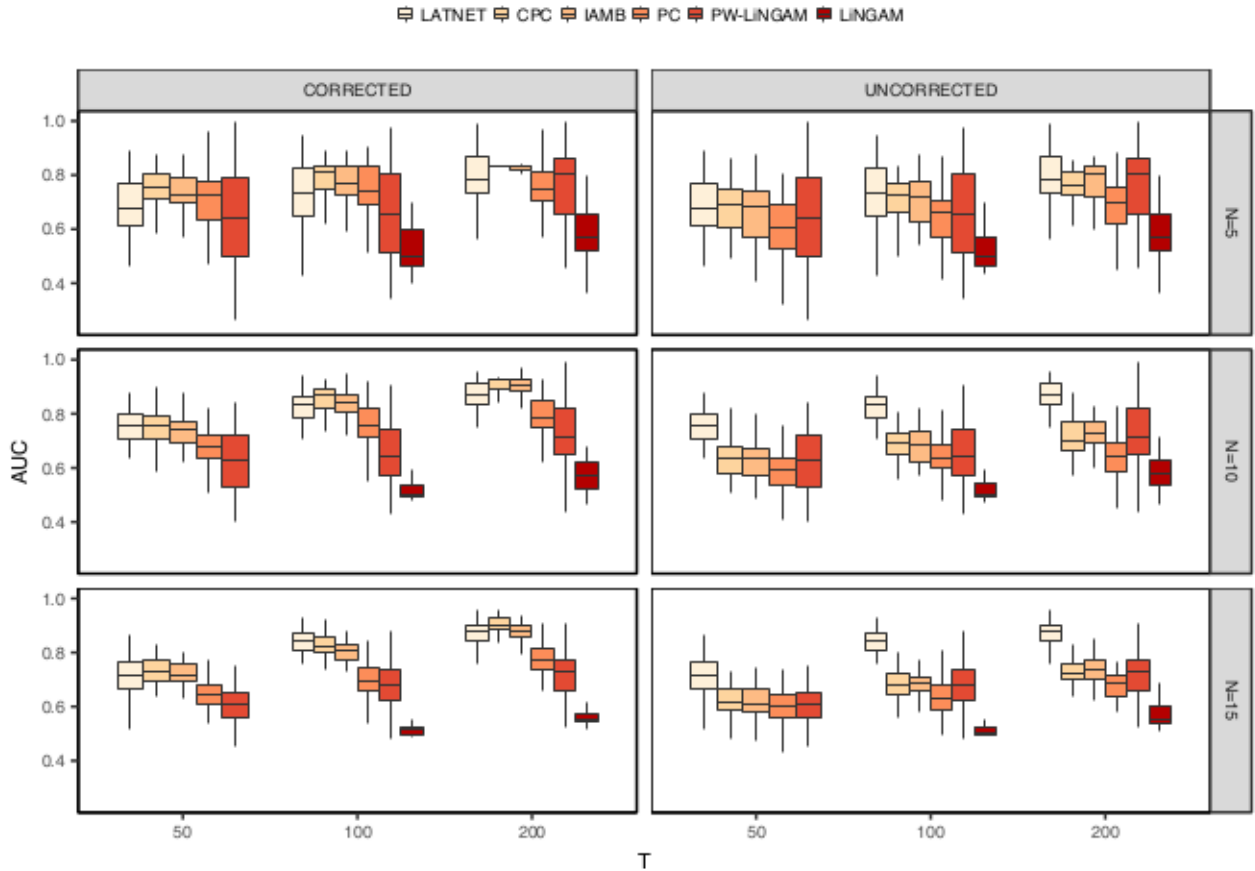 LATNET CPC IAMB PC PW-LiNGAM LiNGAM
CORRECTED UNCORRECTED
1.0
0.8
0.6
0.4
N=5
1.0
0.8
0.6
0.4
N=10
AUC
1.0
0.8
0.6
0.4
N=15
50 100 200 50 100 200
T